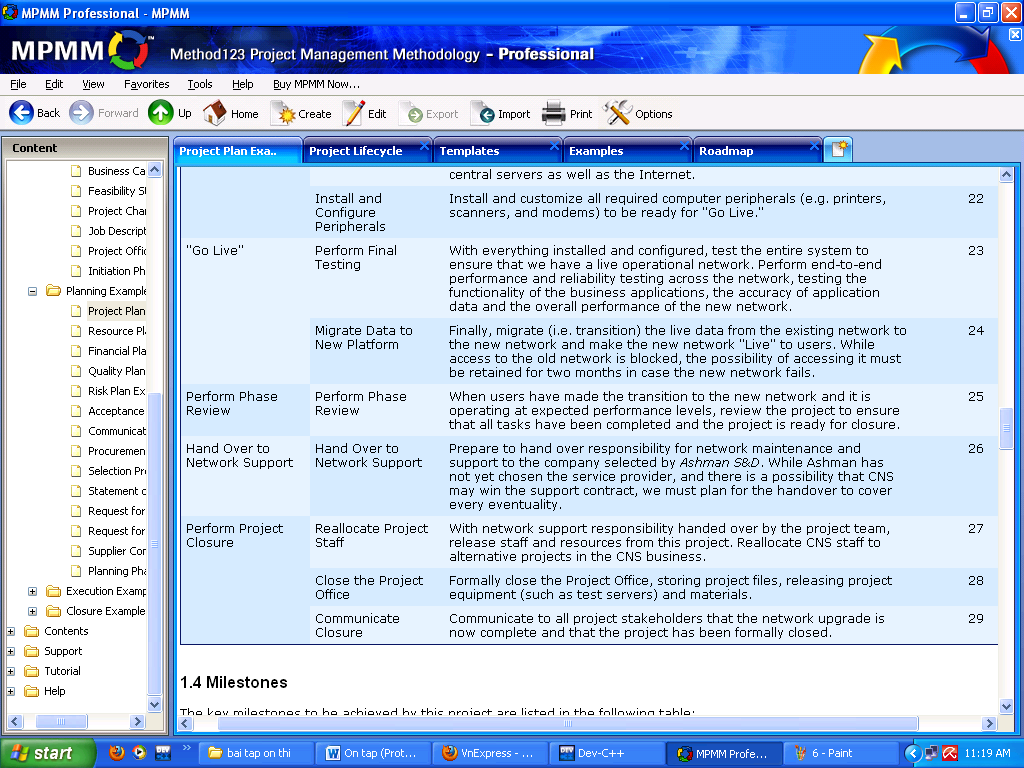 MPMM Professional - MPMM
MPMM™ Method123 Project Management Methodology - Professional
File Edit View Favorites Tools Help Buy MPMM Now...
Back Forward Up Home Create Edit Export Import Print Options
Content
Business Ca
Feasibility St
Project Char
Job Descript
Project Offic
Initiation Ph
Planning Example
Project Plan
Resource Pl
Financial Pla
Quality Plan
Risk Plan Ex
Acceptance
Communicat
Procuremen
Selection Pr
Statement o
Request for
Request for
Supplier Con
Planning Pha
Execution Examp
Closure Example
Contents
Support
Tutorial
Help
Project Plan Exa.. Project Lifecycle Templates Examples Roadmap
central servers as well as the Internet.
Install and
Configure
Peripherals
Install and customize all required computer peripherals (e.g. printers,
scanners, and modems) to be ready for "Go Live."
22
"Go Live"
Perform Final
Testing
With everything installed and configured, test the entire system to
ensure that we have a live operational network. Perform end-to-end
performance and reliability testing across the network, testing the
functionality of the business applications, the accuracy of application
data and the overall performance of the new network.
23
Migrate Data to
New Platform
Finally, migrate (i.e. transition) the live data from the existing network to
the new network and make the new network "Live" to users. While
access to the old network is blocked, the possibility of accessing it must
be retained for two months in case the new network fails.
24
Perform Phase
Review
Perform Phase
Review
When users have made the transition to the new network and it is
operating at expected performance levels, review the project to ensure
that all tasks have been completed and the project is ready for closure.
25
Hand Over to
Network Support
Hand Over to
Network Support
Prepare to hand over responsibility for network maintenance and
support to the company selected by Ashman S&D. While Ashman has
not yet chosen the service provider, and there is a possibility that CNS
may win the support contract, we must plan for the handover to cover
every eventuality.
26
Perform Project
Closure
Reallocate Project
Staff
With network support responsibility handed over by the project team,
release staff and resources from this project. Reallocate CNS staff to
alternative projects in the CNS business.
27
Close the Project
Office
Formally close the Project Office, storing project files, releasing project
equipment (such as test servers) and materials.
28
Communicate
Closure
Communicate to all project stakeholders that the network upgrade is
now complete and that the project has been formally closed.
29
1.4 Milestones
The key milestones to be achieved by this project are listed in the following table:
start bai tap on thi On tap (Prot... VnExpress - ... Dev-C++ MPMM Profe... 6 - Paint 11:19 AM